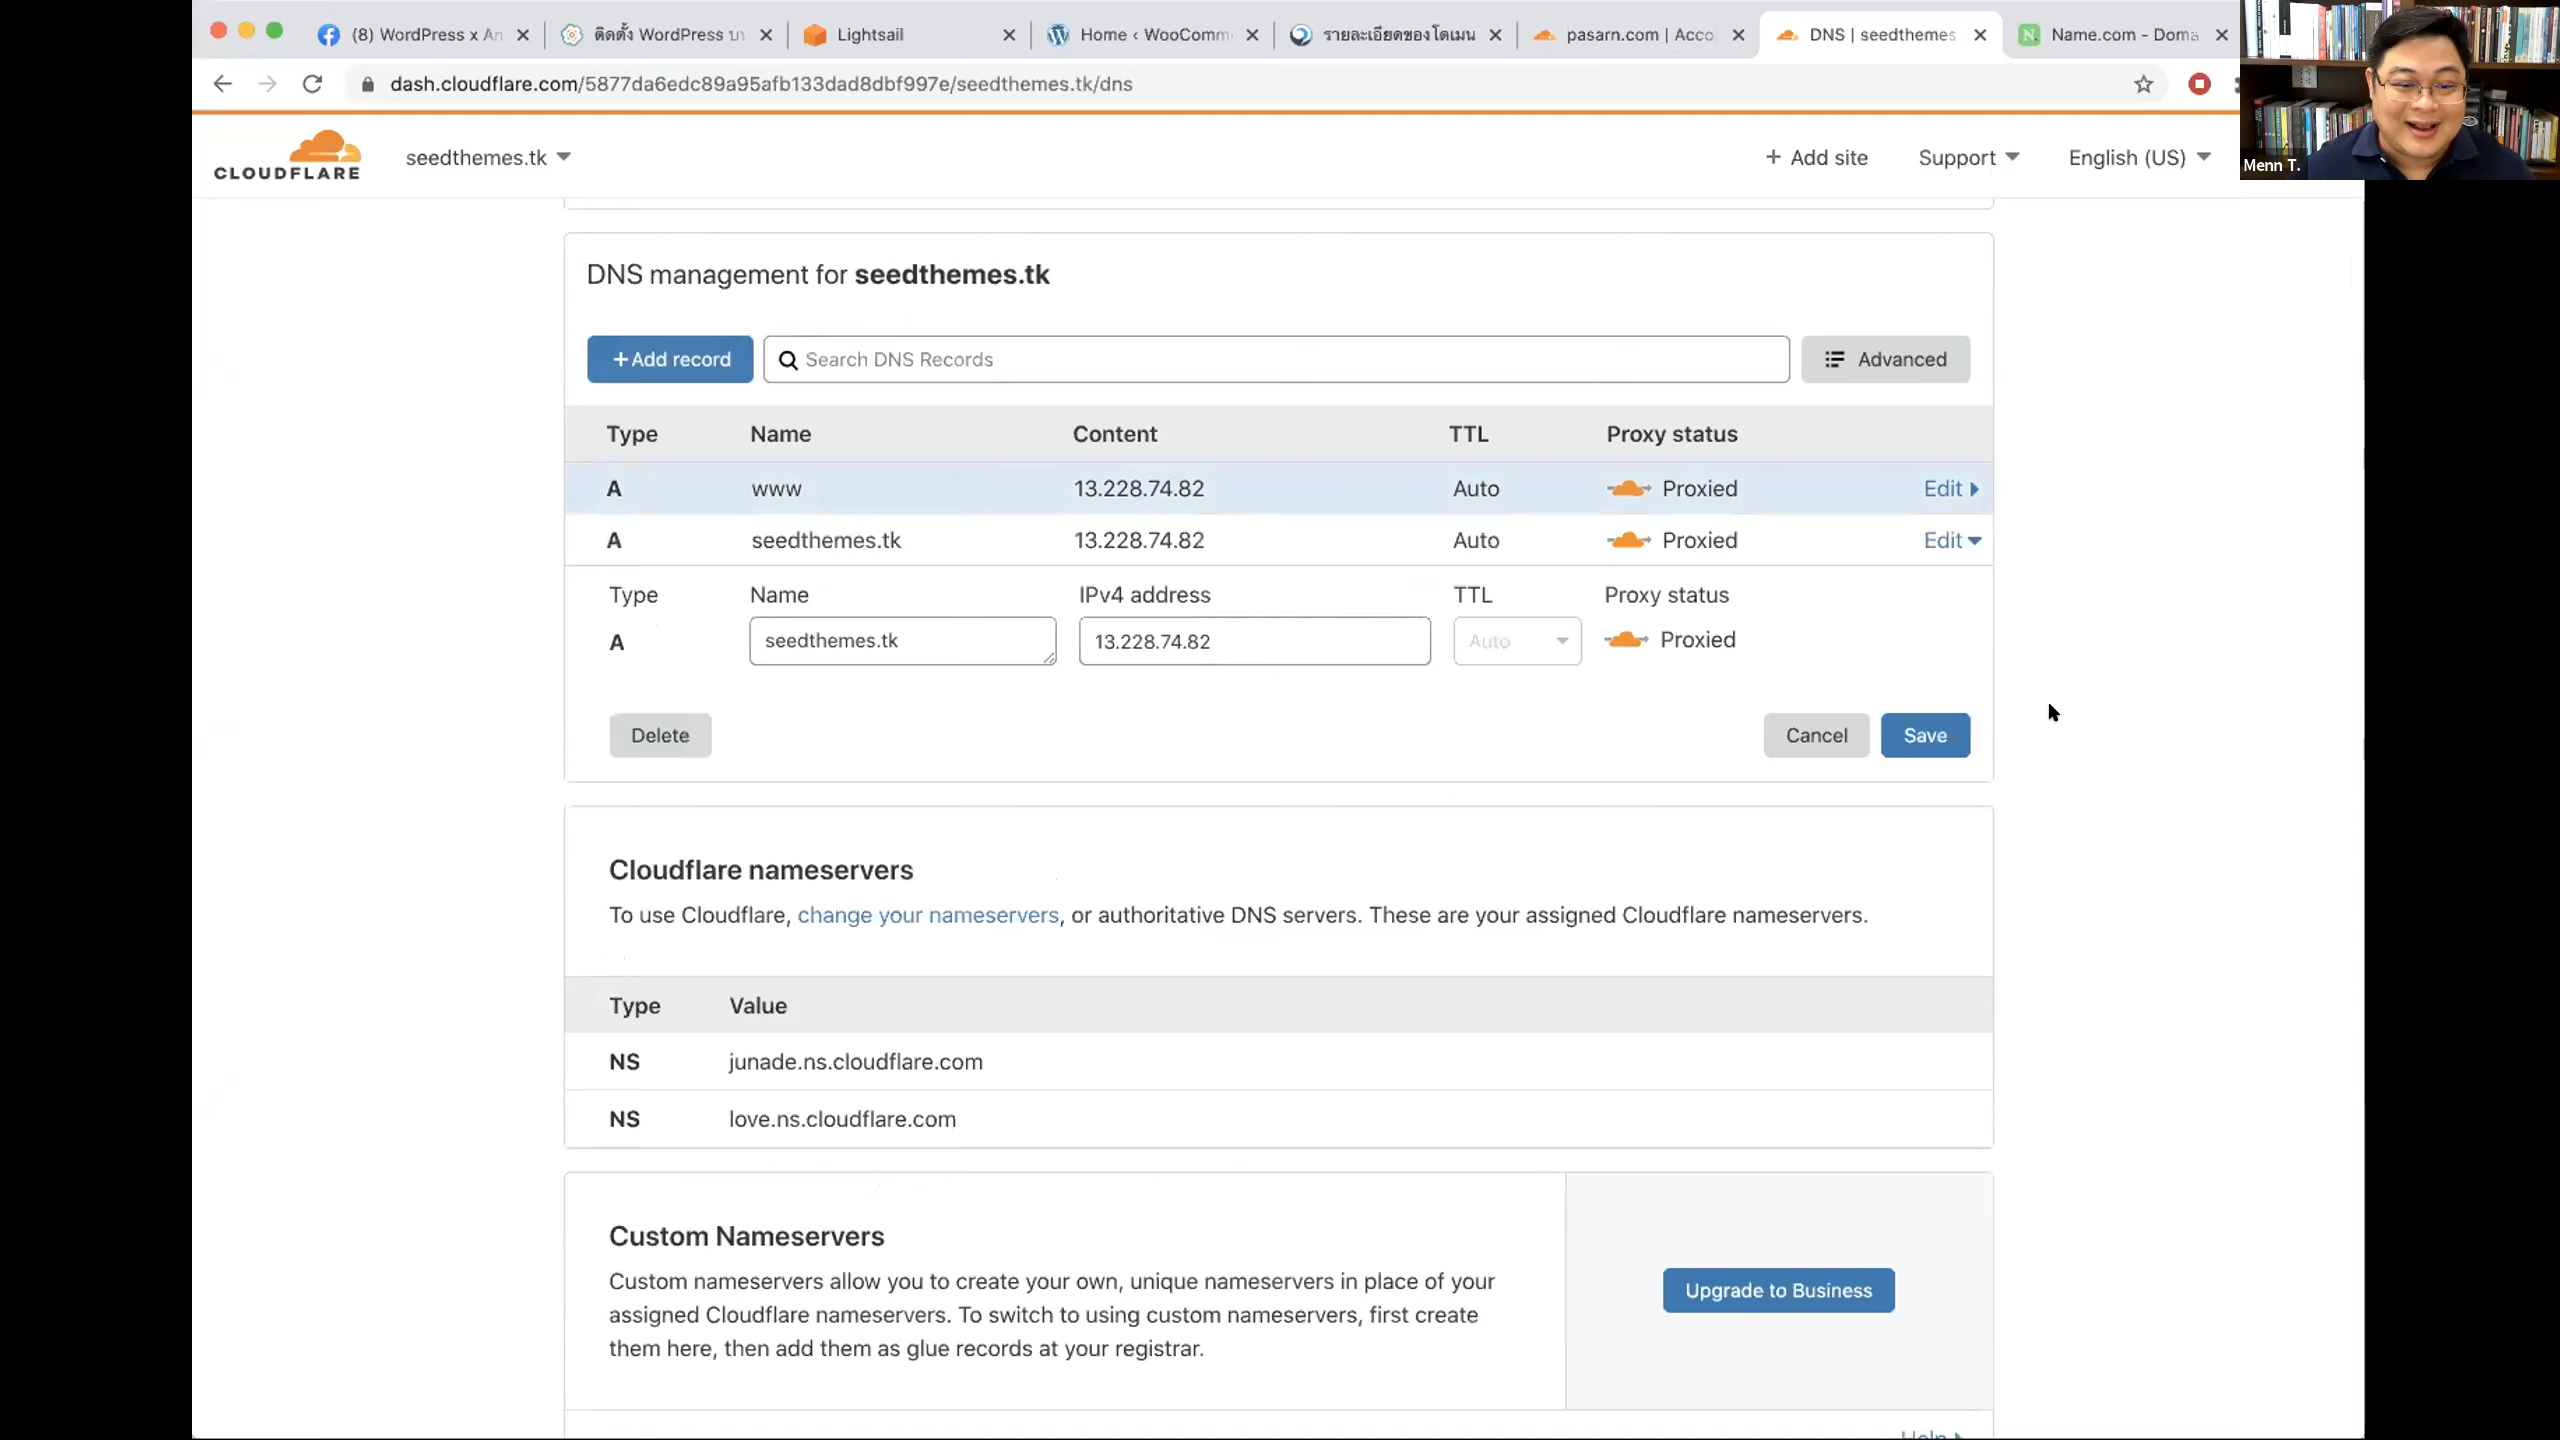 (8) WordPress x An
ติดตั้ง WordPress บน
Lightsail
Home ‹ WooComm
รายละเอียดของโดเมน
pasarn.com | Acco
DNS | seedthemes
Name.com - Doma
dash.cloudflare.com/5877da6edc89a95afb133dad8dbf997e/seedthemes.tk/dns
Menn T.
CLOUDFLARE
seedthemes.tk
+ Add site
Support
English (US)
DNS management for seedthemes.tk
+Add record
Search DNS Records
Advanced
Type Name Content TTL Proxy status
A www 13.228.74.82 Auto Proxied Edit
A seedthemes.tk 13.228.74.82 Auto Proxied Edit
Type Name IPv4 address TTL Proxy status
A seedthemes.tk 13.228.74.82 Auto Proxied
Delete
Cancel
Save
Cloudflare nameservers
To use Cloudflare, change your nameservers, or authoritative DNS servers. These are your assigned Cloudflare nameservers.
Type Value
NS junade.ns.cloudflare.com
NS love.ns.cloudflare.com
Custom Nameservers
Custom nameservers allow you to create your own, unique nameservers in place of your
assigned Cloudflare nameservers. To switch to using custom nameservers, first create
them here, then add them as glue records at your registrar.
Upgrade to Business
Help